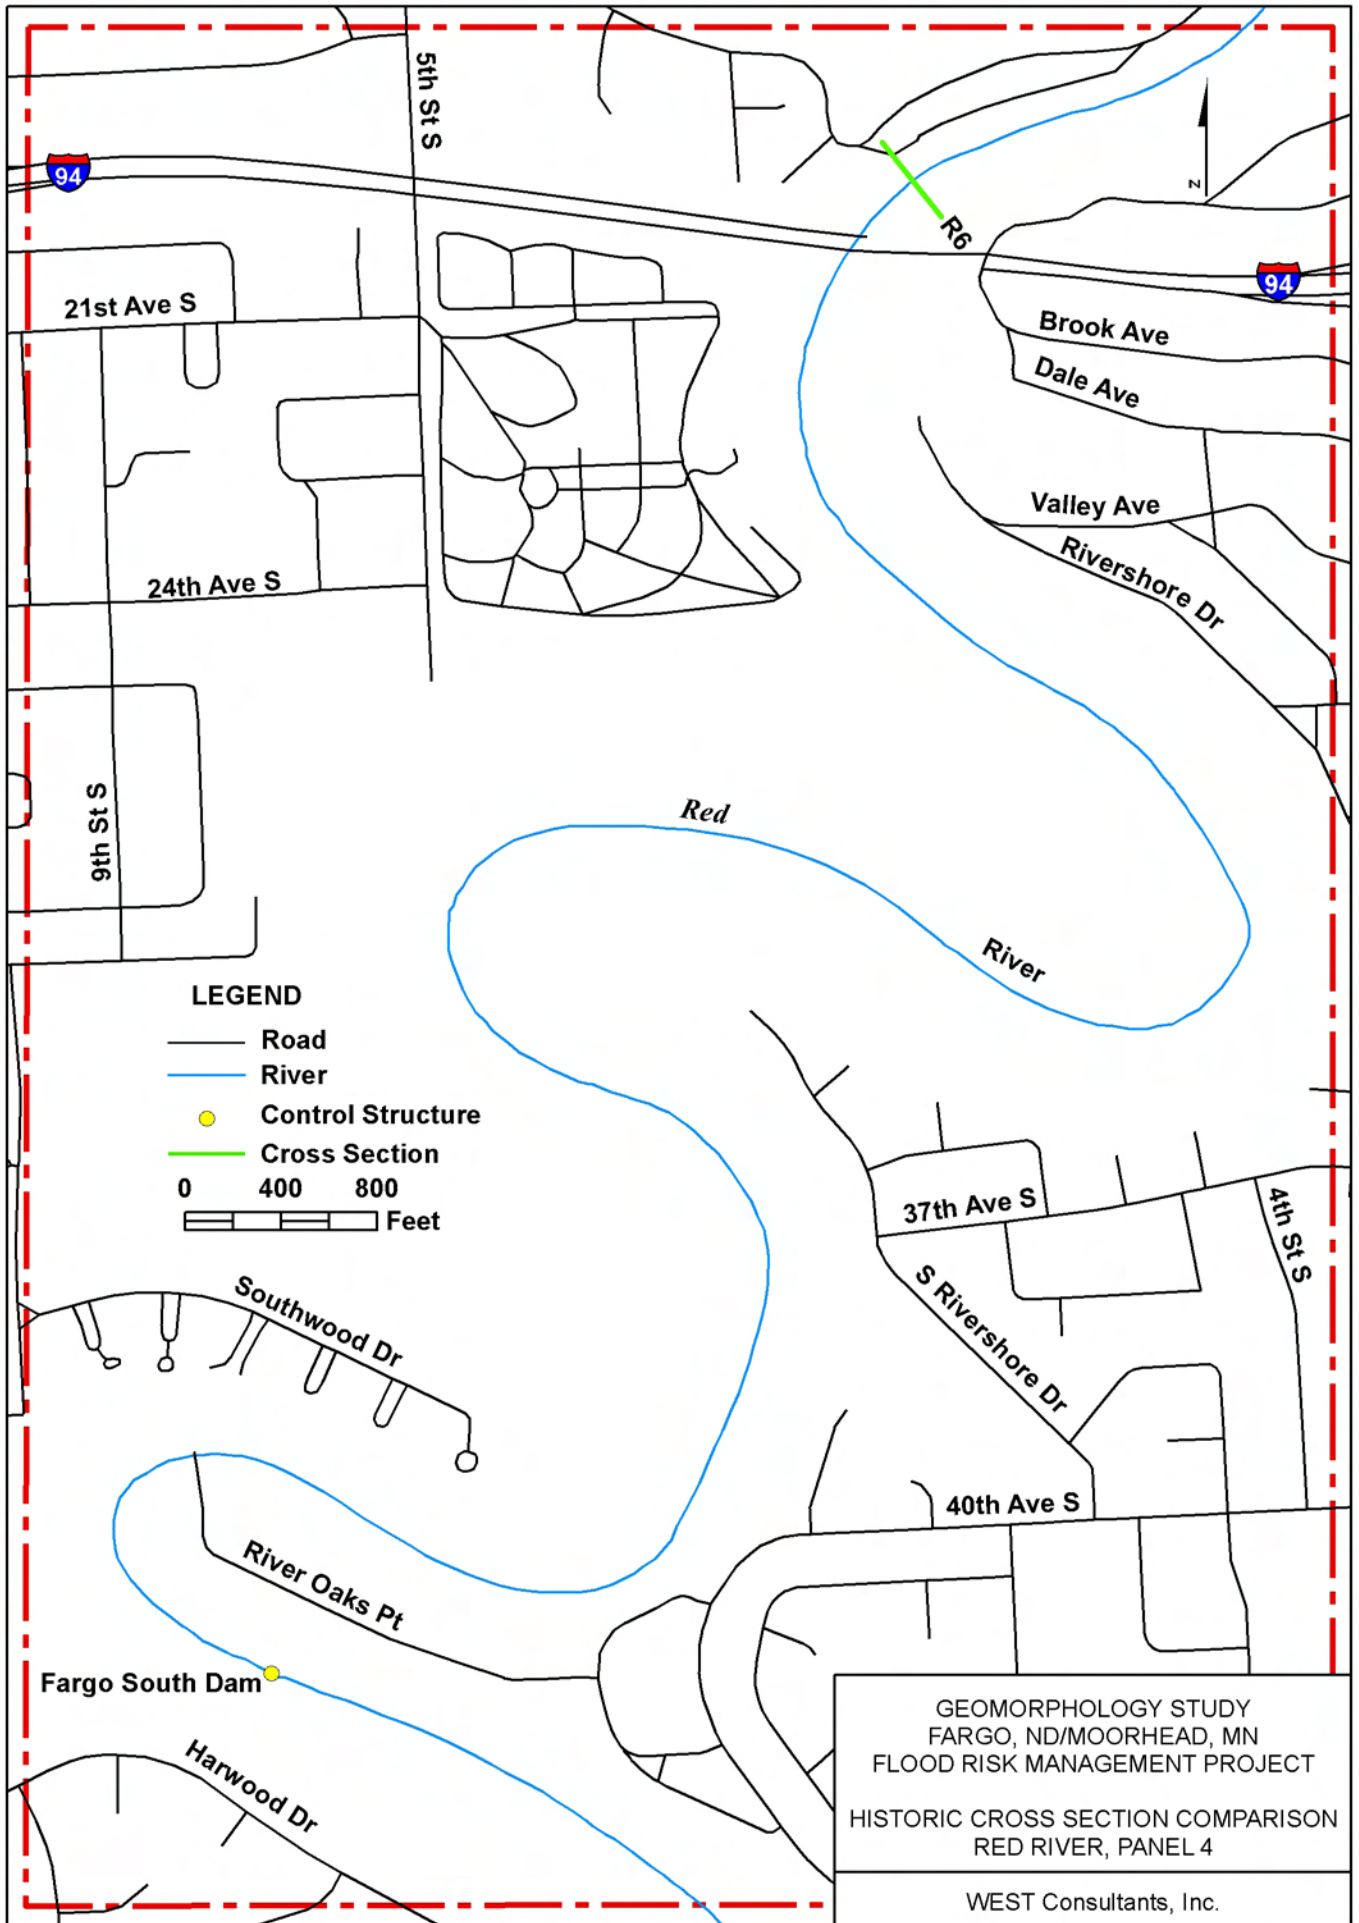 5th St S
94
N
R6
94
21st Ave S
Brook Ave
Dale Ave
Valley Ave
Rivershore Dr
24th Ave S
9th St S
Red
River
LEGEND
Road
River
Control Structure
Cross Section
0 400 800
Feet
37th Ave S
4th St S
S Rivershore Dr
Southwood Dr
40th Ave S
River Oaks Pt
Fargo South Dam
Harwood Dr
GEOMORPHOLOGY STUDY
FARGO, ND/MOORHEAD, MN
FLOOD RISK MANAGEMENT PROJECT
HISTORIC CROSS SECTION COMPARISON
RED RIVER, PANEL 4
WEST Consultants, Inc.